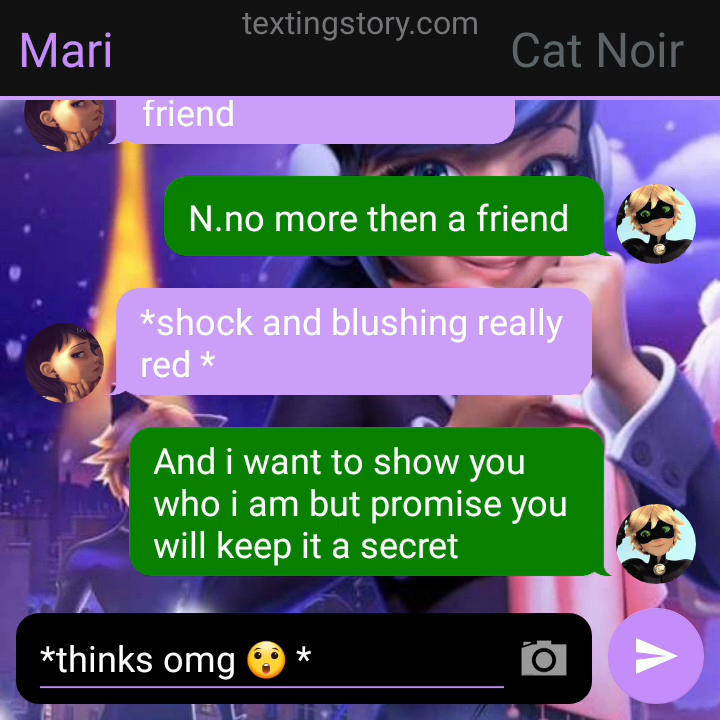 textingstory.com
Mari
Cat Noir
friend
N.no more then a friend
*shock and blushing really
red *
And i want to show you
who i am but promise you
will keep it a secret
*thinks omg 😲 *